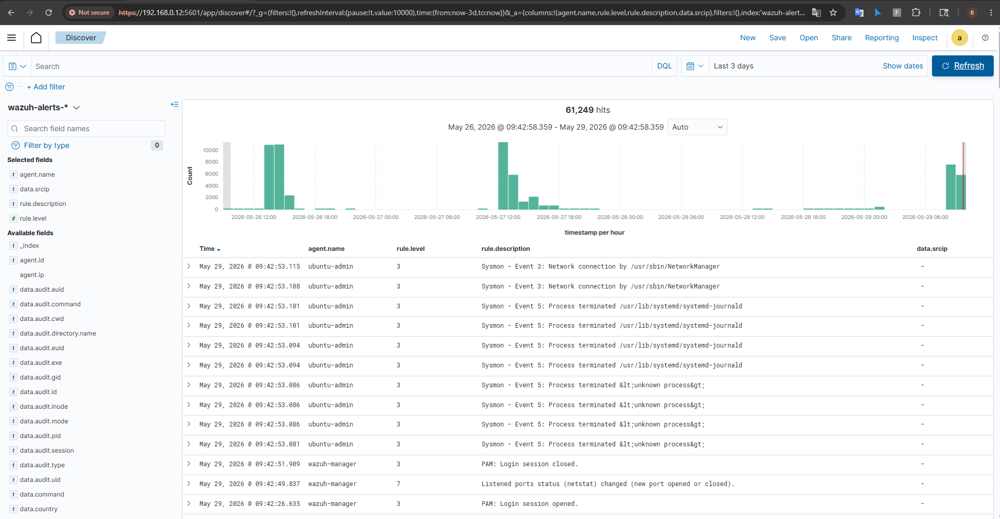 Not secure https://192.168.0.12:5601/app/discover#/?_g=(filters:!(),refreshInterval:(pause:!t,value:10000),time:(from:now-3d,to:now))&_a=(columns:!(agent.name,rule.level,rule.description,data.srcip),filters:!(),index:'wazuh-alert... F B
Discover New Save Open Share Reporting Inspect a
Search DQL Last 3 days Show dates Refresh
+ Add filter
wazuh-alerts-*
Search field names
Filter by type 0
Selected fields
t agent.name
t data.srcip
t rule.description
# rule.level
Available fields
t _index
t agent.id
agent.ip
t data.audit.auid
t data.audit.command
t data.audit.cwd
t data.audit.directory.name
t data.audit.euid
t data.audit.exe
t data.audit.gid
t data.audit.id
t data.audit.inode
t data.audit.mode
t data.audit.pid
t data.audit.session
t data.audit.type
t data.audit.uid
t data.command
t data.country
61,249 hits
May 26, 2026 @ 09:42:58.359 - May 29, 2026 @ 09:42:58.359 Auto
Count
10000
8000
6000
4000
2000
0
2026-05-26 12:00 2026-05-26 18:00 2026-05-27 00:00 2026-05-27 06:00 2026-05-27 12:00 2026-05-27 18:00 2026-05-28 00:00 2026-05-28 06:00 2026-05-28 12:00 2026-05-28 18:00 2026-05-29 00:00 2026-05-29 06:00
timestamp per hour
Time agent.name rule.level rule.description data.srcip
May 29, 2026 @ 09:42:53.115 ubuntu-admin 3 Sysmon - Event 3: Network connection by /usr/sbin/NetworkManager -
May 29, 2026 @ 09:42:53.108 ubuntu-admin 3 Sysmon - Event 3: Network connection by /usr/sbin/NetworkManager -
May 29, 2026 @ 09:42:53.101 ubuntu-admin 3 Sysmon - Event 5: Process terminated /usr/lib/systemd/systemd-journald -
May 29, 2026 @ 09:42:53.101 ubuntu-admin 3 Sysmon - Event 5: Process terminated /usr/lib/systemd/systemd-journald -
May 29, 2026 @ 09:42:53.094 ubuntu-admin 3 Sysmon - Event 5: Process terminated /usr/lib/systemd/systemd-journald -
May 29, 2026 @ 09:42:53.094 ubuntu-admin 3 Sysmon - Event 5: Process terminated /usr/lib/systemd/systemd-journald -
May 29, 2026 @ 09:42:53.086 ubuntu-admin 3 Sysmon - Event 5: Process terminated &lt;unknown process&gt; -
May 29, 2026 @ 09:42:53.086 ubuntu-admin 3 Sysmon - Event 5: Process terminated &lt;unknown process&gt; -
May 29, 2026 @ 09:42:53.086 ubuntu-admin 3 Sysmon - Event 5: Process terminated &lt;unknown process&gt; -
May 29, 2026 @ 09:42:53.081 ubuntu-admin 3 Sysmon - Event 5: Process terminated &lt;unknown process&gt; -
May 29, 2026 @ 09:42:51.909 wazuh-manager 3 PAM: Login session closed. -
May 29, 2026 @ 09:42:49.837 wazuh-manager 7 Listened ports status (netstat) changed (new port opened or closed). -
May 29, 2026 @ 09:42:26.635 wazuh-manager 3 PAM: Login session opened. -